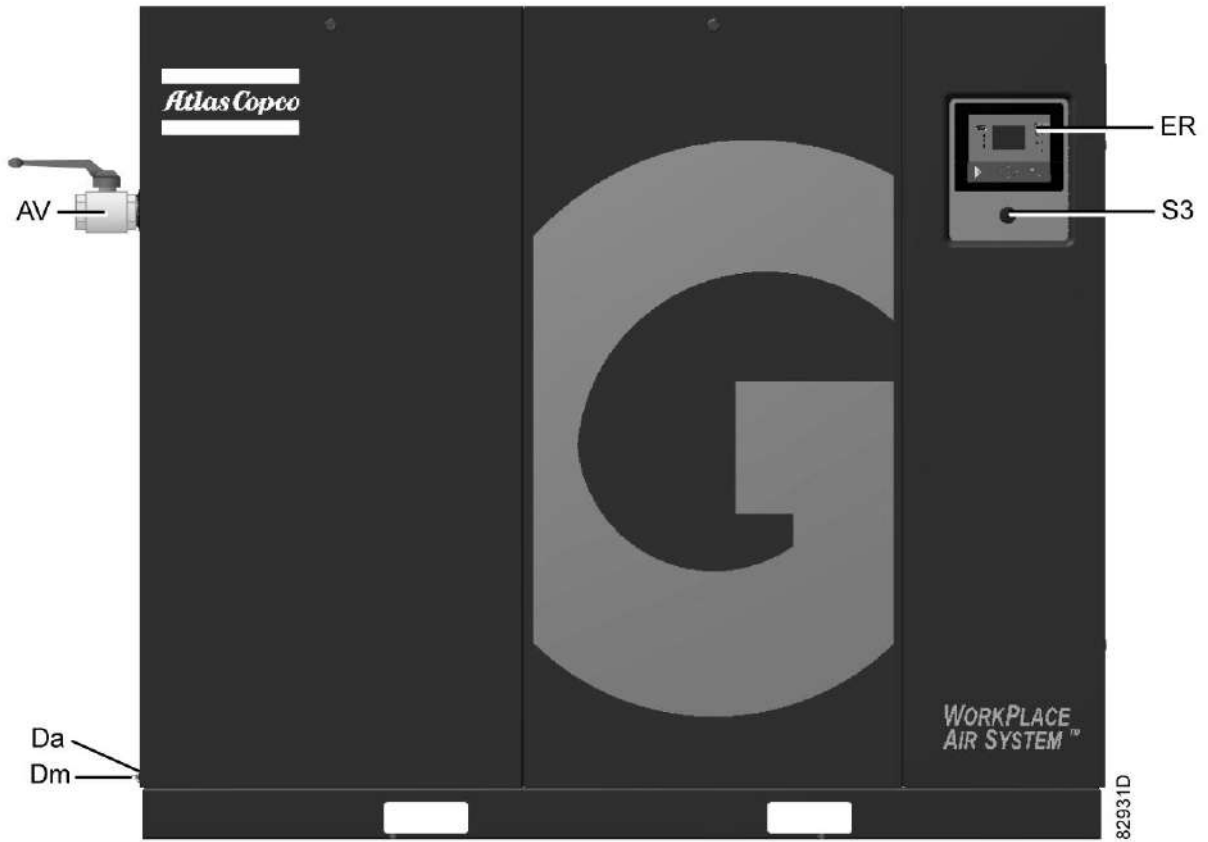 Atlas Copco
ER
S3
AV
Da
Dm
WORKPLACE
AIR SYSTEM™
82931D